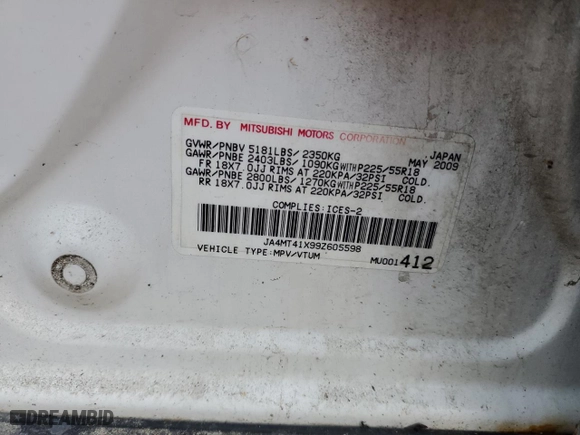 MFD. BY MITSUBISHI MOTORS CORPORATION
JAPAN
GVWR/PNBV 5181LBS/ 2350KG MAY 2009
GAWR/PNBE 2403LBS/ 1090KG WITH P225/55R18
FR 18X7.0JJ RIMS AT 220KPA/32PSI COLD.
GAWR/PNBE 2800LBS/ 1270KG WITH P225/55R18
RR 18X7.0JJ RIMS AT 220KPA/32PSI COLD.
COMPLIES:ICES-2
JA4MT41X99Z605598
VEHICLE TYPE:MPV/VTUM MU001412
DREAMBID